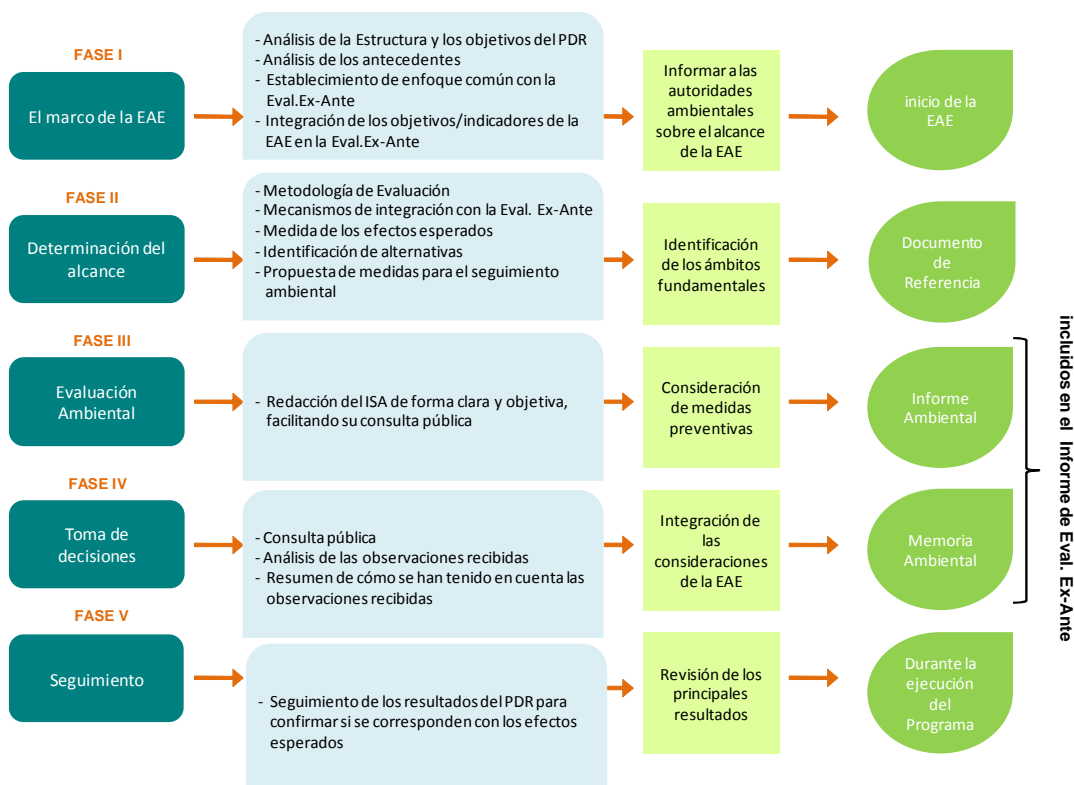 FASE I
El marco de la EAE
- Análisis de la Estructura y los objetivos del PDR
- Análisis de los antecedentes
- Establecimiento de enfoque común con la
Eval.Ex-Ante
- Integración de los objetivos/indicadores de la
EAE en la Eval.Ex-Ante
Informar a las
autoridades
ambientales
sobre el alcance
de la EAE
inicio de la
EAE
FASE II
Determinación del
alcance
- Metodología de Evaluación
- Mecanismos de integración con la Eval. Ex-Ante
- Medida de los efectos esperados
- Identificación de alternativas
- Propuesta de medidas para el seguimiento
ambiental
Identificación
de los ámbitos
fundamentales
Documento
de
Referencia
FASE III
Evaluación
Ambiental
- Redacción del ISA de forma clara y objetiva,
facilitando su consulta pública
Consideración
de medidas
preventivas
Informe
Ambiental
FASE IV
Toma de
decisiones
- Consulta pública
- Análisis de las observaciones recibidas
- Resumen de cómo se han tenido en cuenta las
observaciones recibidas
Integración de
las
consideraciones
de la EAE
Memoria
Ambiental
incluidos en el Informe de Eval. Ex-Ante
FASE V
Seguimiento
- Seguimiento de los resultados del PDR para
confirmar si se corresponden con los efectos
esperados
Revisión de los
principales
resultados
Durante la
ejecución
del
Programa